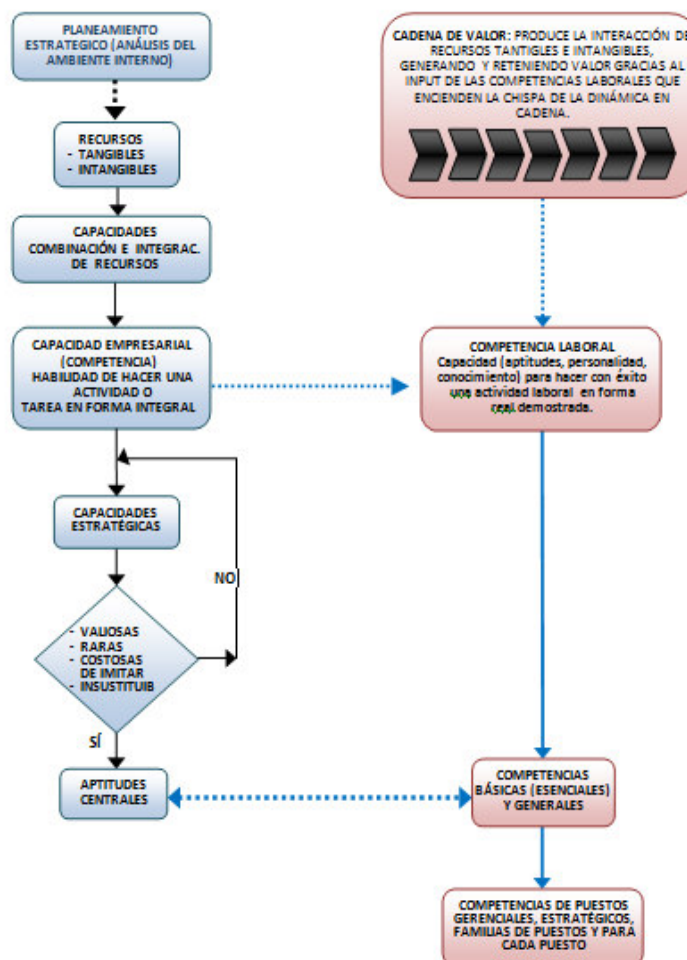 PLANEAMIENTO
ESTRATEGICO (ANÁLISIS DEL
AMBIENTE INTERNO)
RECURSOS
- TANGIBLES
- INTANGIBLES
CAPACIDADES
COMBINACIÓN E INTEGRAC.
DE RECURSOS
CAPACIDAD EMPRESARIAL
(COMPETENCIA)
HABILIDAD DE HACER UNA
ACTIVIDAD O
TAREA EN FORMA INTEGRAL
CAPACIDADES
ESTRATÉGICAS
NO
- VALIOSAS
- RARAS
- COSTOSAS
DE IMITAR
- INSUSTITUIB
SÍ
APTITUDES
CENTRALES
CADENA DE VALOR: PRODUCE LA INTERACCIÓN DE
RECURSOS TANTIGLES E INTANGIBLES,
GENERANDO Y RETENIENDO VALOR GRACIAS AL
INPUT DE LAS COMPETENCIAS LABORALES QUE
ENCIENDEN LA CHISPA DE LA DINÁMICA EN
CADENA.
COMPETENCIA LABORAL
Capacidad (aptitudes, personalidad,
conocimiento) para hacer con éxito
una actividad laboral en forma
real demostrada.
COMPETENCIAS
BÁSICAS (ESENCIALES)
Y GENERALES
COMPETENCIAS DE PUESTOS
GERENCIALES, ESTRATÉGICOS,
FAMILIAS DE PUESTOS Y PARA
CADA PUESTO